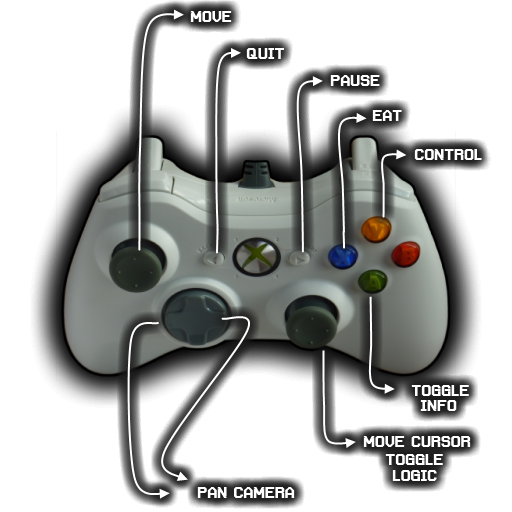 MOVE
QUIT
PAUSE
EAT
CONTROL
TOGGLE
INFO
MOVE CURSOR
TOGGLE
LOGIC
PAN CAMERA